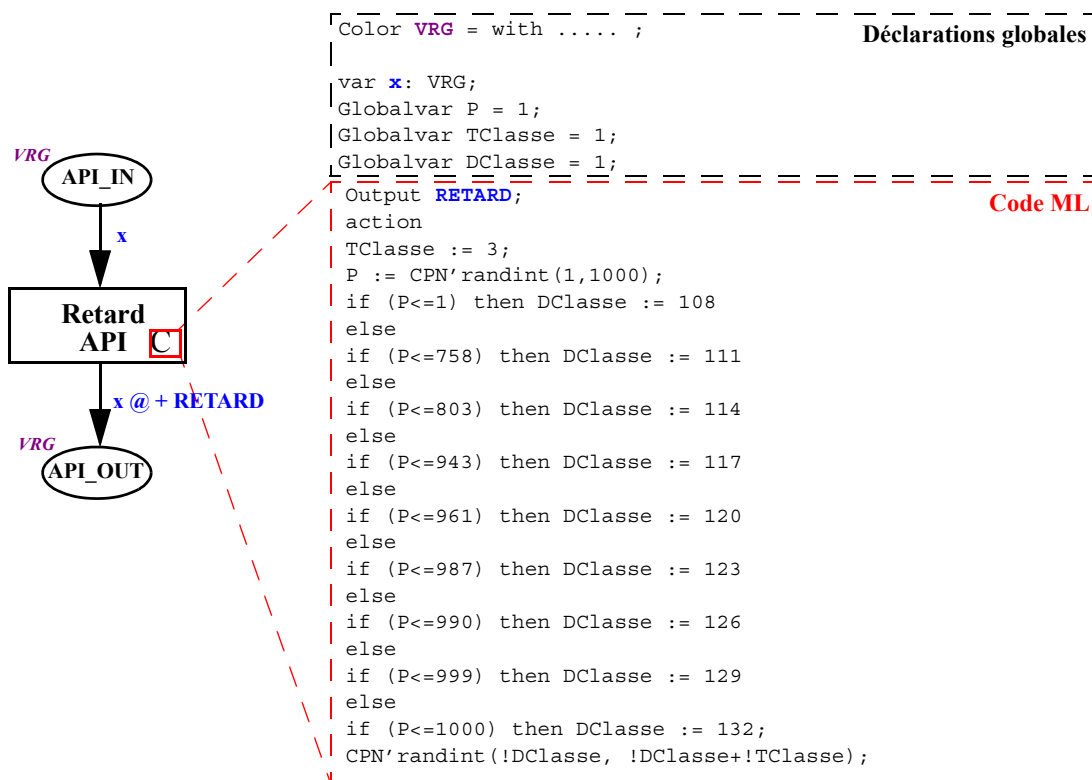 VRG
API_IN
x
Retard
API C
x @ + RETARD
VRG
API_OUT
Déclarations globales
Color VRG = with ..... ;
var x: VRG;
Globalvar P = 1;
Globalvar TClasse = 1;
Globalvar DClasse = 1;
Code ML
Output RETARD;
action
TClasse := 3;
P := CPN’randint(1,1000);
if (P<=1) then DClasse := 108
else
if (P<=758) then DClasse := 111
else
if (P<=803) then DClasse := 114
else
if (P<=943) then DClasse := 117
else
if (P<=961) then DClasse := 120
else
if (P<=987) then DClasse := 123
else
if (P<=990) then DClasse := 126
else
if (P<=999) then DClasse := 129
else
if (P<=1000) then DClasse := 132;
CPN’randint(!DClasse, !DClasse+!TClasse);